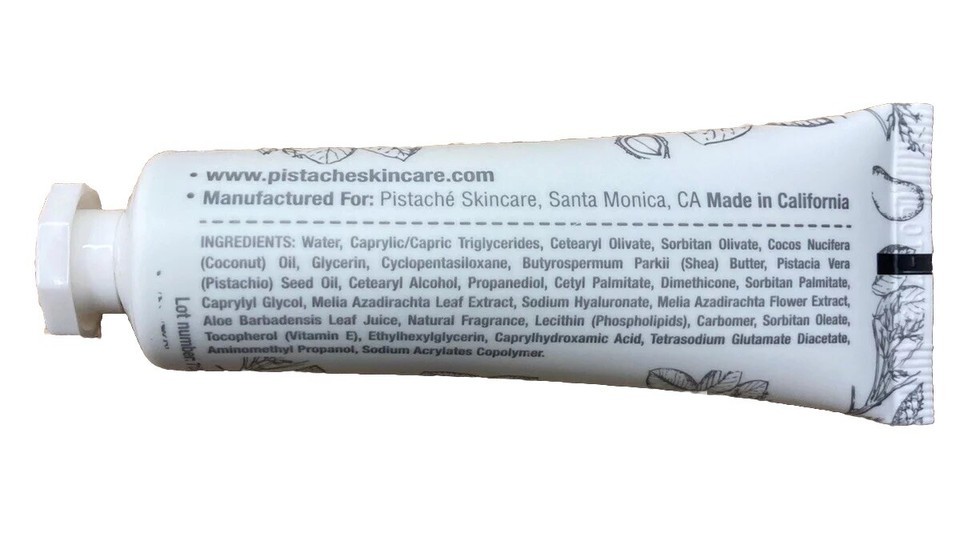 • www.pistacheskincare.com
• Manufactured For: Pistaché Skincare, Santa Monica, CA Made in California
INGREDIENTS: Water, Caprylic/Capric Triglycerides, Cetearyl Olivate, Sorbitan Olivate, Cocos Nucifera
(Coconut) Oil, Glycerin, Cyclopentasiloxane, Butyrospermum Parkii (Shea) Butter, Pistacia Vera
(Pistachio) Seed Oil, Cetearyl Alcohol, Propanediol, Cetyl Palmitate, Dimethicone, Sorbitan Palmitate,
Caprylyl Glycol, Melia Azadirachta Leaf Extract, Sodium Hyaluronate, Melia Azadirachta Flower Extract,
Aloe Barbadensis Leaf Juice, Natural Fragrance, Lecithin (Phospholipids), Carbomer, Sorbitan Oleate,
Tocopherol (Vitamin E), Ethylhexylglycerin, Caprylhydroxamic Acid, Tetrasodium Glutamate Diacetate,
Aminomethyl Propanol, Sodium Acrylates Copolymer.
Lot number: